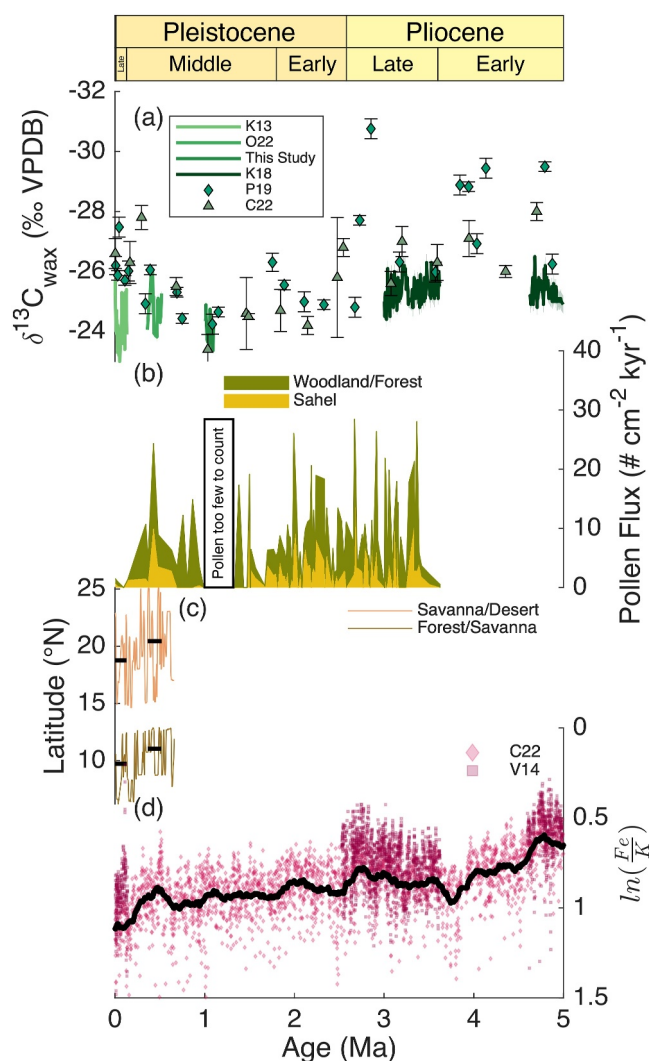 Pleistocene Pliocene
Late Middle Early Late Early
-32
(a)
K13
O22
This Study
K18
P19
C22
-30
-28
-26
-24
δ¹³C_wax (‰ VPDB)
40
(b)
Woodland/Forest
Sahel
Pollen too few to count
30
20
10
0
Pollen Flux (# cm⁻² kyr⁻¹)
25
(c)
Savanna/Desert
Forest/Savanna
20
15
10
Latitude (°N)
0
(d)
C22
V14
0.5
1
1.5
ln(Fe/K)
0 1 2 3 4 5
Age (Ma)